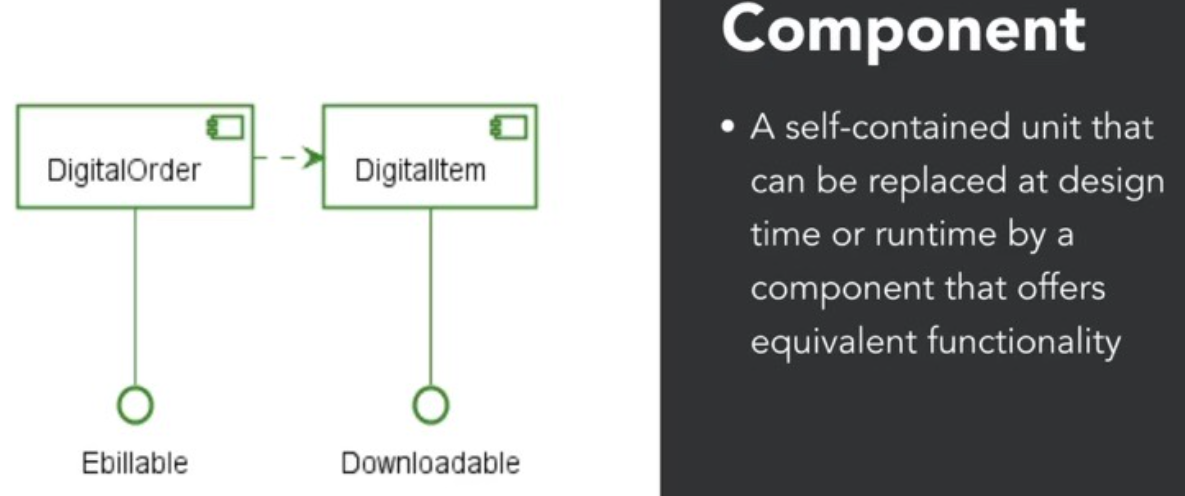 Component
• A self-contained unit that
can be replaced at design
time or runtime by a
component that offers
equivalent functionality
DigitalOrder
DigitalItem
Ebillable
Downloadable